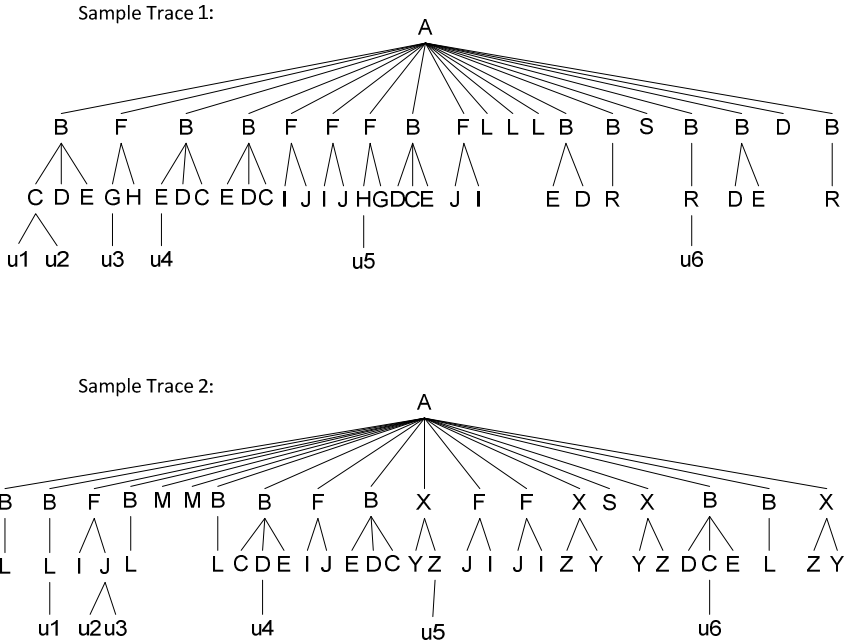 Sample Trace 1:
A
B F B B F F F B F L L L B B S B B D B
C D E G H E D C E D C I J I J H G D C E J I E D R R D E R
u1 u2 u3 u4 u5 u6
Sample Trace 2:
A
B B F B M M B B F B X F F X S X B B X
L L I J L L C D E I J E D C Y Z J I J I Z Y Y Z D C E L Z Y
u1 u2 u3 u4 u5 u6